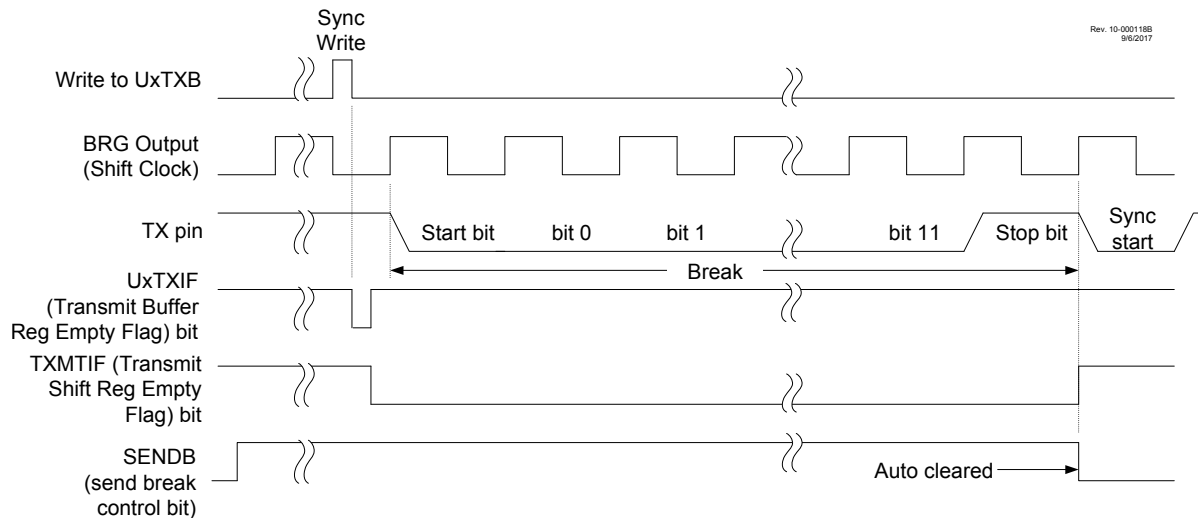 Sync
Write
Rev. 10-000118B
9/6/2017
Write to UxTXB
BRG Output
(Shift Clock)
TX pin
Start bit
bit 0
bit 1
bit 11
Stop bit
Sync
start
Break
UxTXIF
(Transmit Buffer
Reg Empty Flag) bit
TXMTIF (Transmit
Shift Reg Empty
Flag) bit
SENDB
(send break
control bit)
Auto cleared